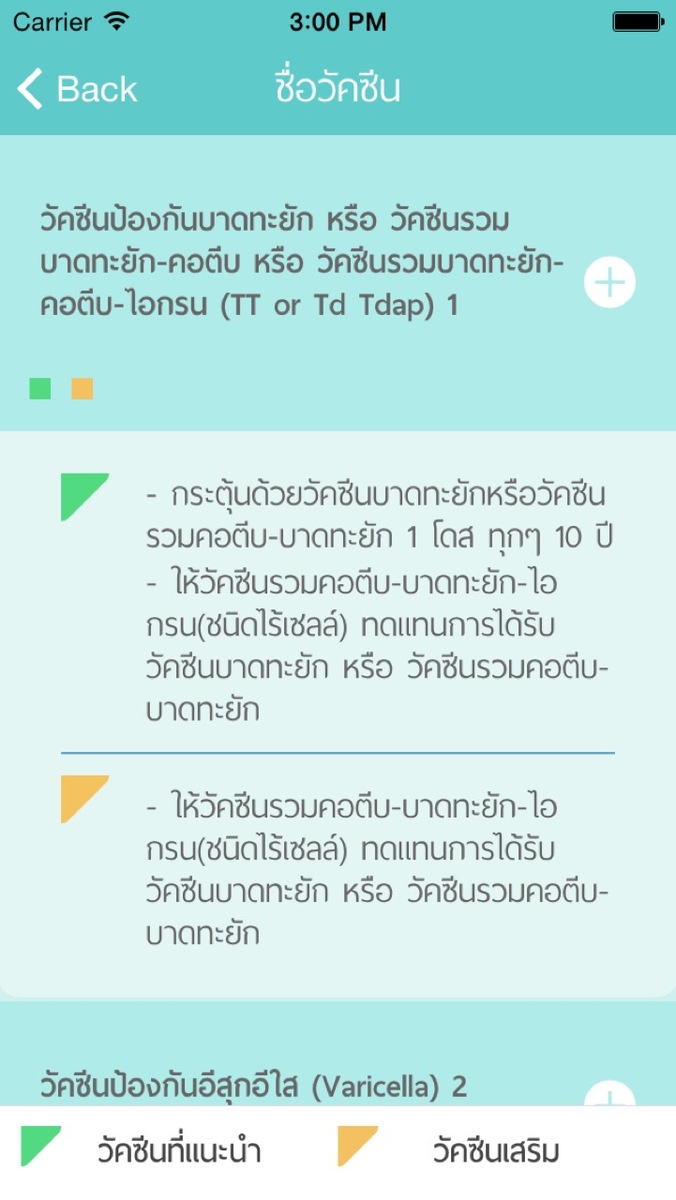 Carrier 3:00 PM
Back ชื่อวัคซีน
วัคซีนป้องกันบาดทะยัก หรือ วัคซีนรวม
บาดทะยัก-คอตีบ หรือ วัคซีนรวมบาดทะยัก-
คอตีบ-ไอกรน (TT or Td Tdap) 1
- กระตุ้นด้วยวัคซีนบาดทะยักหรือวัคซีน
รวมคอตีบ-บาดทะยัก 1 โดส ทุกๆ 10 ปี
- ให้วัคซีนรวมคอตีบ-บาดทะยัก-ไอ
กรน(ชนิดไร้เซลล์) ทดแทนการได้รับ
วัคซีนบาดทะยัก หรือ วัคซีนรวมคอตีบ-
บาดทะยัก
- ให้วัคซีนรวมคอตีบ-บาดทะยัก-ไอ
กรน(ชนิดไร้เซลล์) ทดแทนการได้รับ
วัคซีนบาดทะยัก หรือ วัคซีนรวมคอตีบ-
บาดทะยัก
วัคซีนป้องกันอีสุกอีใส (Varicella) 2
วัคซีนที่แนะนำ วัคซีนเสริม